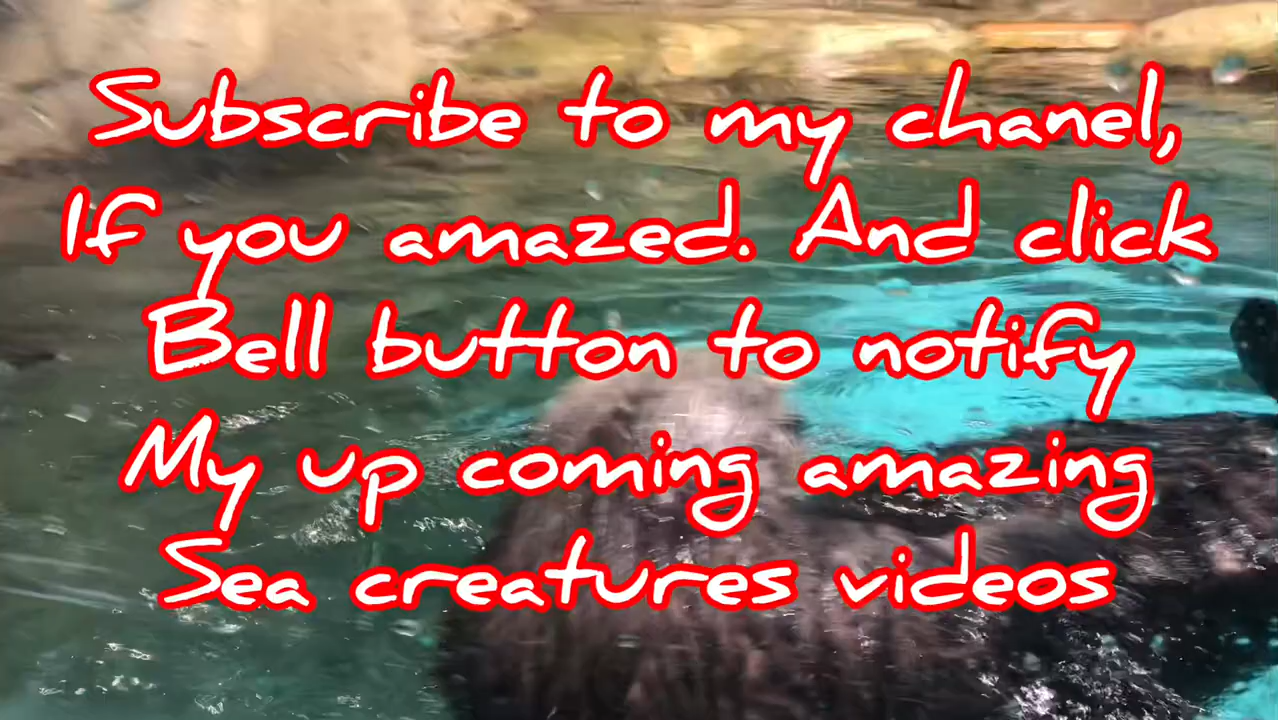 Subscribe to my chanel,
If you amazed. And click
Bell button to notify
My up coming amazing
Sea creatures videos